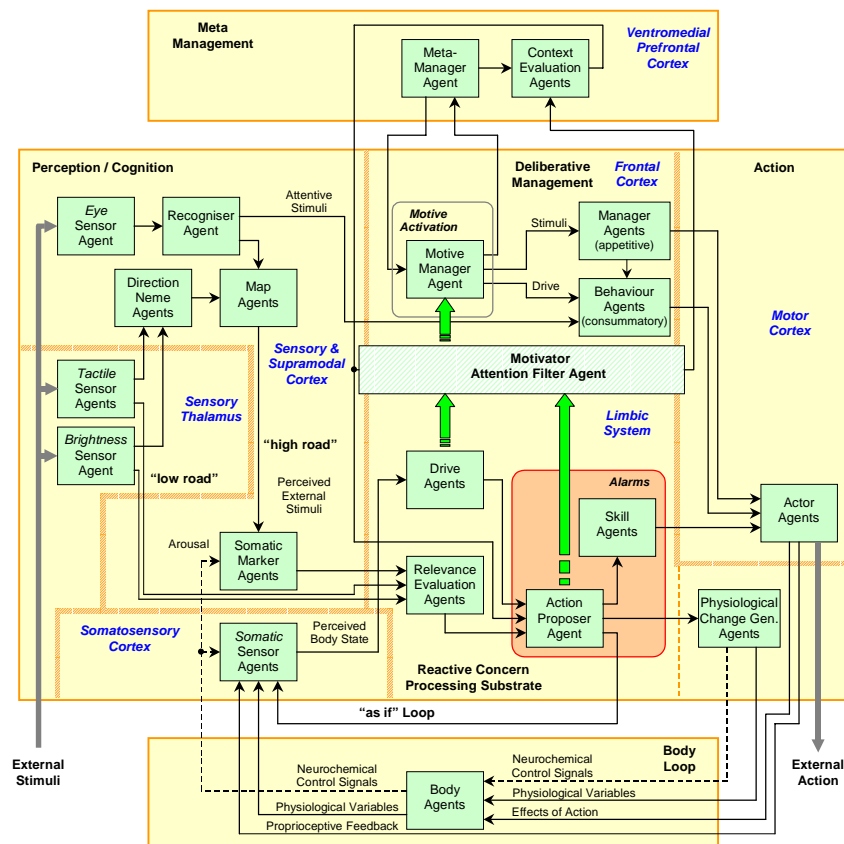 Meta
Management
Meta-
Manager
Agent
Context
Evaluation
Agents
Ventromedial
Prefrontal
Cortex
Perception / Cognition
Deliberative
Management
Frontal
Cortex
Action
Eye
Sensor
Agent
Recogniser
Agent
Attentive
Stimuli
Motive
Activation
Motive
Manager
Agent
Stimuli
Manager
Agents
(appetitive)
Direction
Neme
Agents
Map
Agents
Drive
Behaviour
Agents
(consummatory)
Motor
Cortex
Sensory &
Supramodal
Cortex
Motivator
Attention Filter Agent
Tactile
Sensor
Agents
Sensory
Thalamus
Limbic
System
Brightness
Sensor
Agent
“high road”
“low road”
Drive
Agents
Alarms
Perceived
External
Stimuli
Skill
Agents
Actor
Agents
Arousal
Somatic
Marker
Agents
Relevance
Evaluation
Agents
Action
Proposer
Agent
Physiological
Change Gen.
Agents
Somatosensory
Cortex
Somatic
Sensor
Agents
Perceived
Body State
Reactive Concern
Processing Substrate
“as if” Loop
External
Stimuli
Body
Loop
External
Action
Neurochemical
Control Signals
Body
Agents
Neurochemical
Control Signals
Physiological Variables
Physiological Variables
Effects of Action
Proprioceptive Feedback